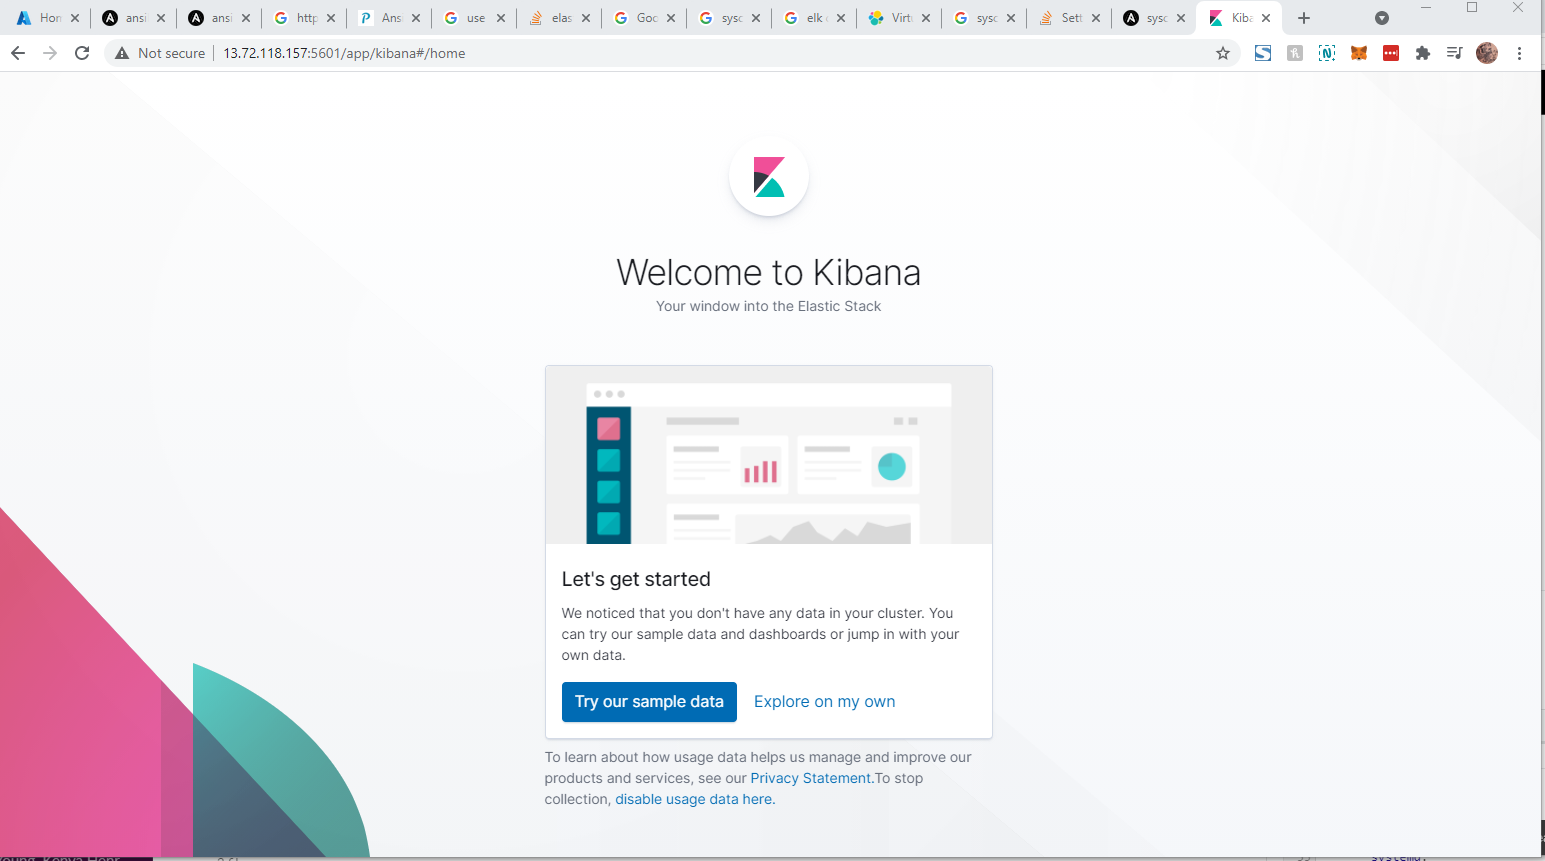 Hom ansi ansi http Ans use elas Goo sysc elk c Virtu sysc Sett sysc Kiba
Not secure 13.72.118.157:5601/app/kibana#/home
Welcome to Kibana
Your window into the Elastic Stack
Let's get started
We noticed that you don't have any data in your cluster. You
can try our sample data and dashboards or jump in with your
own data.
Try our sample data Explore on my own
To learn about how usage data helps us manage and improve our
products and services, see our Privacy Statement.To stop
collection, disable usage data here.